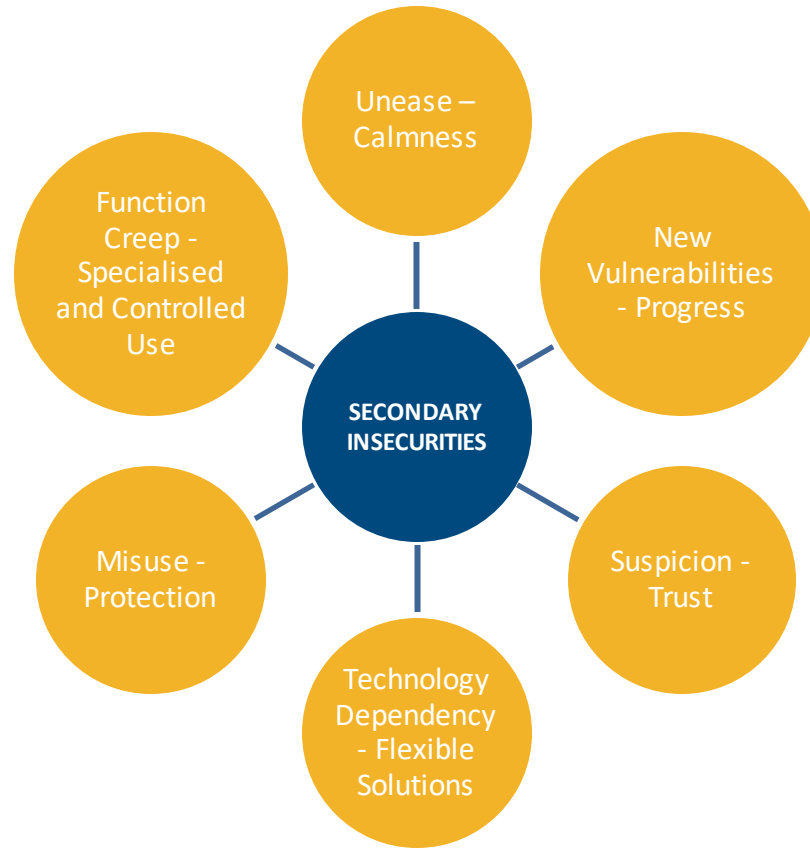 Unease –
Calmness
Function
Creep -
Specialised
and Controlled
Use
New
Vulnerabilities
- Progress
SECONDARY
INSECURITIES
Misuse -
Protection
Suspicion -
Trust
Technology
Dependency
- Flexible
Solutions